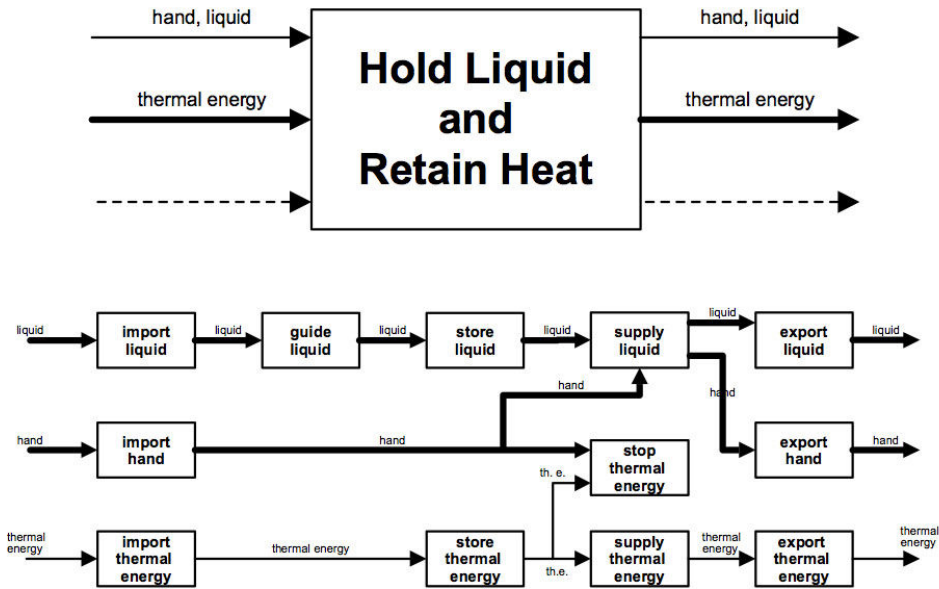 hand, liquid
hand, liquid
thermal energy
Hold Liquid
and
Retain Heat
thermal energy
liquid
import
liquid
liquid
guide
liquid
liquid
store
liquid
liquid
supply
liquid
liquid
export
liquid
liquid
hand
hand
hand
import
hand
hand
export
hand
hand
stop
thermal
energy
th. e.
thermal
energy
import
thermal
energy
thermal energy
store
thermal
energy
th.e.
supply
thermal
energy
thermal
energy
export
thermal
energy
thermal
energy